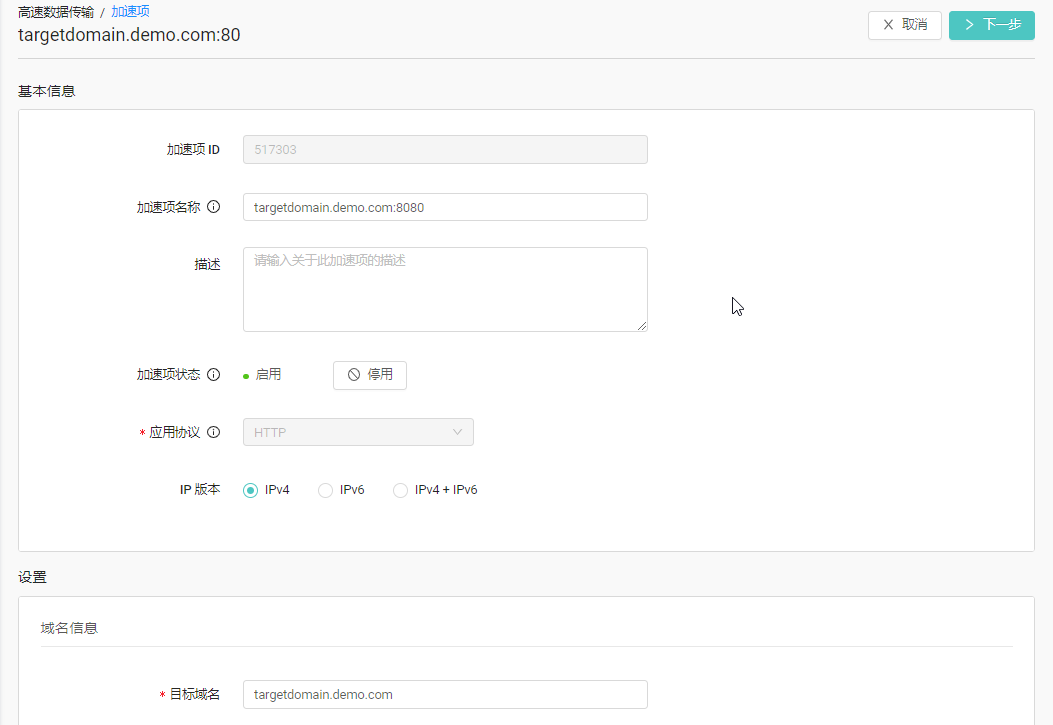 高速数据传输 / 加速项
targetdomain.demo.com:80
取消
下一步
基本信息
加速项 ID 517303
加速项名称 targetdomain.demo.com:8080
描述 请输入关于此加速项的描述
加速项状态 启用 停用
* 应用协议 HTTP
IP 版本 IPv4 IPv6 IPv4 + IPv6
设置
域名信息
* 目标域名 targetdomain.demo.com